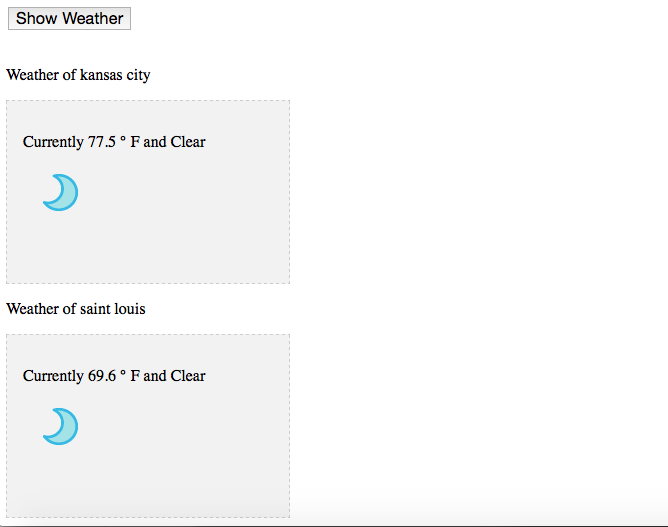 Show Weather
Weather of kansas city
Currently 77.5 ° F and Clear
Weather of saint louis
Currently 69.6 ° F and Clear